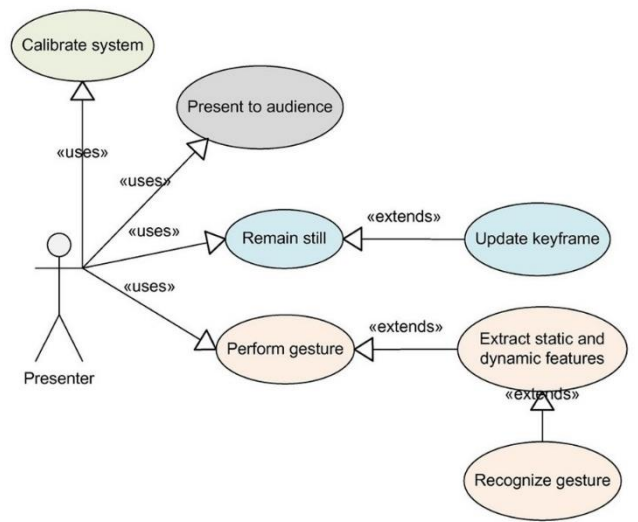 Calibrate system
Present to audience
«uses»
«uses»
«uses»
«extends»
Remain still
Update keyframe
«uses»
«extends»
Extract static and
dynamic features
Perform gesture
Presenter
«extends»
Recognize gesture